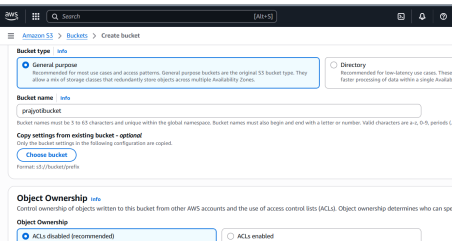 aws
Search
[Alt+S]
Amazon S3 > Buckets > Create bucket
Bucket type Info
General purpose
Recommended for most use cases and access patterns. General purpose buckets are the original S3 bucket type. They
allow a mix of storage classes that redundantly store objects across multiple Availability Zones.
Directory
Recommended for low-latency use cases. These
faster processing of data within a single Availab
Bucket name Info
prajyotibucket
Bucket names must be 3 to 63 characters and unique within the global namespace. Bucket names must also begin and end with a letter or number. Valid characters are a-z, 0-9, periods (.
Copy settings from existing bucket - optional
Only the bucket settings in the following configuration are copied.
Choose bucket
Format: s3://bucket/prefix
Object Ownership Info
Control ownership of objects written to this bucket from other AWS accounts and the use of access control lists (ACLs). Object ownership determines who can spe
Object Ownership
ACLs disabled (recommended)
ACLs enabled